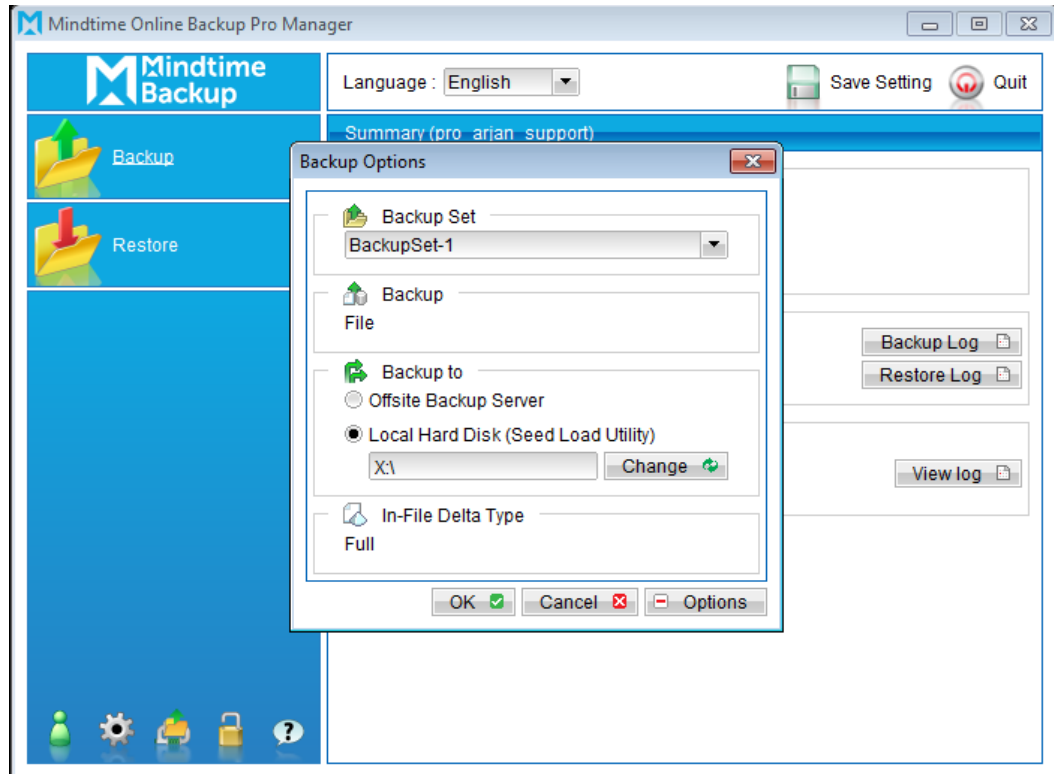 Mindtime Online Backup Pro Manager
Mindtime
Backup
Language : English
Save Setting
Quit
Backup
Restore
Summary (pro_arjan_support)
Backup Options
Backup Set
BackupSet-1
Backup
File
Backup to
Offsite Backup Server
Local Hard Disk (Seed Load Utility)
X:\
Change
In-File Delta Type
Full
OK
Cancel
Options
Backup Log
Restore Log
View log